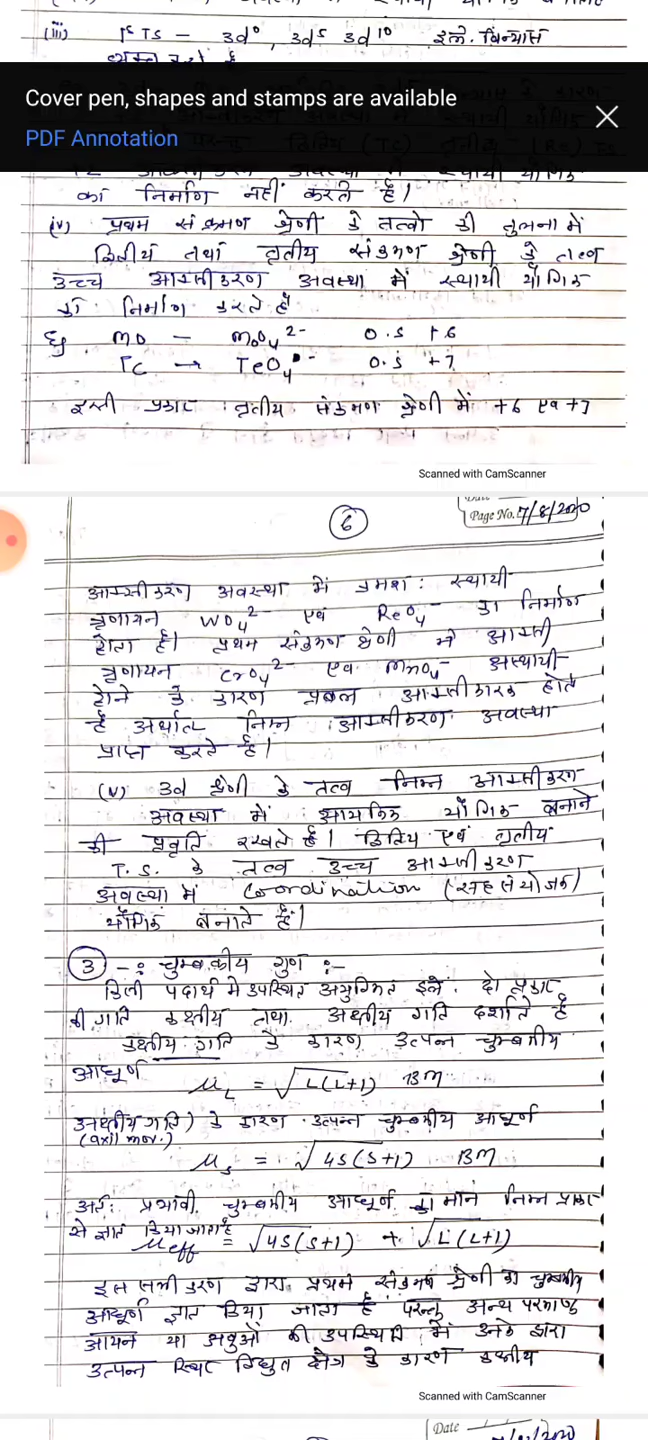 (iii) Ist TS – 3d⁰, 3d⁵ 3d¹⁰ इले. विन्यास
Cover pen, shapes and stamps are available
PDF Annotation
का निर्माण नहीं करते है।
(iv) प्रथम संक्रमण श्रेणी के तत्वो की तुलना में
द्वितीय तथा तृतीय संक्रमण श्रेणी के तत्व
उच्च आक्सीकरण अवस्था में स्थायी यौगिक
का निर्माण करते है
MO – MoO₄²⁻ O.S +6
Tc → TeO₄⁻ O.S +7
इसी प्रकार तृतीय संक्रमण श्रेणी में +6 एव +7
Scanned with CamScanner
6
Page No. 7/8/2020
आक्सीकरण अवस्था में क्रमश: स्थायी
ऋणायन WO₄²⁻ एवं ReO₄⁻ का निर्माण
होता है। प्रथम संक्रमण श्रेणी में आक्सी
ऋणायन CrO₄²⁻ एव MnO₄⁻ अस्थायी
होने के कारण प्रबल आक्सीकारक होते
है अर्थात निम्न आक्सीकरण अवस्था
प्राप्त करते है।
(v) 3d श्रेणी के तत्व निम्न आक्सीकरण
अवस्था में आयनिक यौगिक बनाने
की प्रवृति रखते है। द्वितिय एवं तृतीय
T.S. के तत्व उच्च आक्सीकरण
अवस्था में Coordination (सह संयोजक)
यौगिक बनाते है।
3 –: चुम्बकीय गुण :–
किसी पदार्थ मे उपस्थित अयुग्मित इले. दो प्रकार
की गति कक्षीय तथा अक्षीय गति दर्शाते है
कक्षीय गति के कारण उत्पन्न चुम्बकीय
आघूर्ण μL = √L(L+1) BM
अक्षीय गति) के कारण उत्पन्न चुम्बकीय आघूर्ण
(axil mov.)
μs = √4S(S+1) BM
अत: प्रभावी चुम्बकीय आघूर्ण का मान निम्न प्रकार
से ज्ञात किया जाता है
μeff = √4S(S+1) + √L(L+1)
इस समीकरण द्वारा प्रथम संक्रमण श्रेणी का चुम्बकीय
आघूर्ण ज्ञात किया जाता है परन्तु अन्य परमाणु
आयन या अणुओं की उपस्थिति में उनके द्वारा
उत्पन्न स्थिर विधुत क्षेत्र के कारण कक्षीय
Scanned with CamScanner
Date